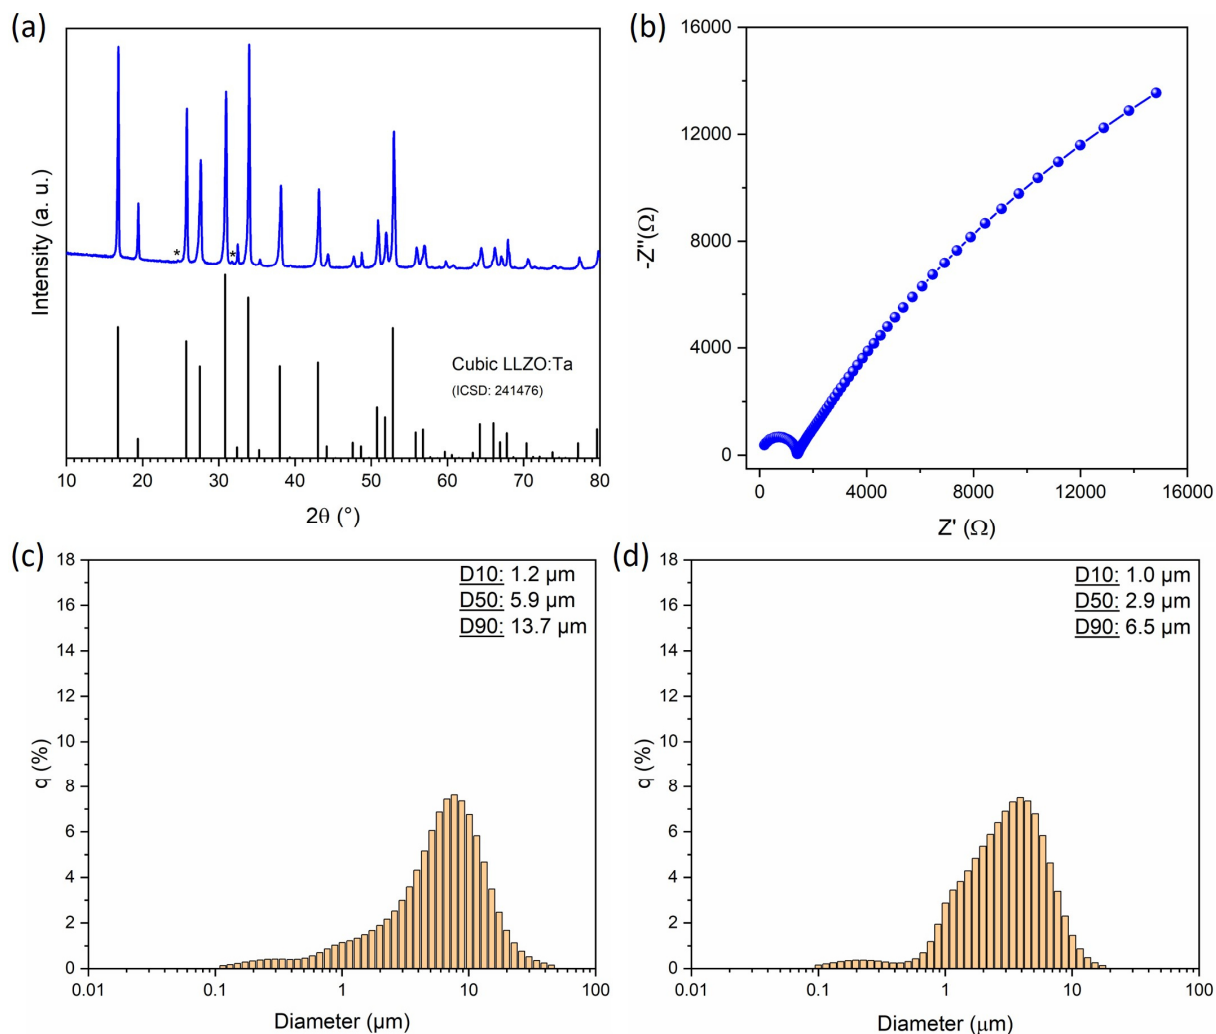 (a)
Intensity (a. u.)
*
*
Cubic LLZO:Ta
(ICSD: 241476)
10 20 30 40 50 60 70 80
2θ (°)
(b)
16000
12000
8000
4000
0
-Z"(Ω)
0 4000 8000 12000 16000
Z' (Ω)
(c)
18
16
14
12
10
8
6
4
2
0
q (%)
D10: 1.2 µm
D50: 5.9 µm
D90: 13.7 µm
0.01 0.1 1 10 100
Diameter (µm)
(d)
18
16
14
12
10
8
6
4
2
0
q (%)
D10: 1.0 µm
D50: 2.9 µm
D90: 6.5 µm
0.01 0.1 1 10 100
Diameter (µm)